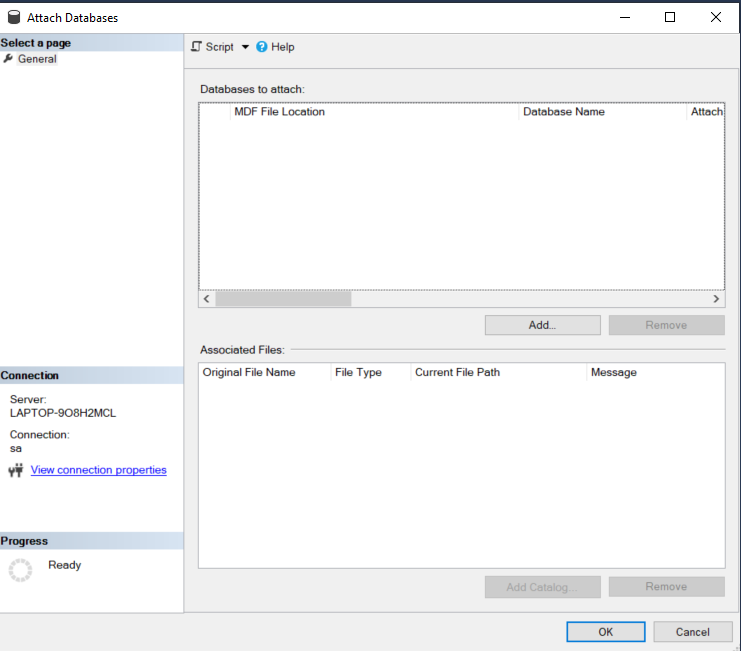 Attach Databases
Select a page
General
Script
Help
Databases to attach:
MDF File Location Database Name Attach
Add... Remove
Associated Files:
Original File Name File Type Current File Path Message
Connection
Server:
LAPTOP-9O8H2MCL
Connection:
sa
View connection properties
Progress
Ready
Add Catalog... Remove
OK Cancel